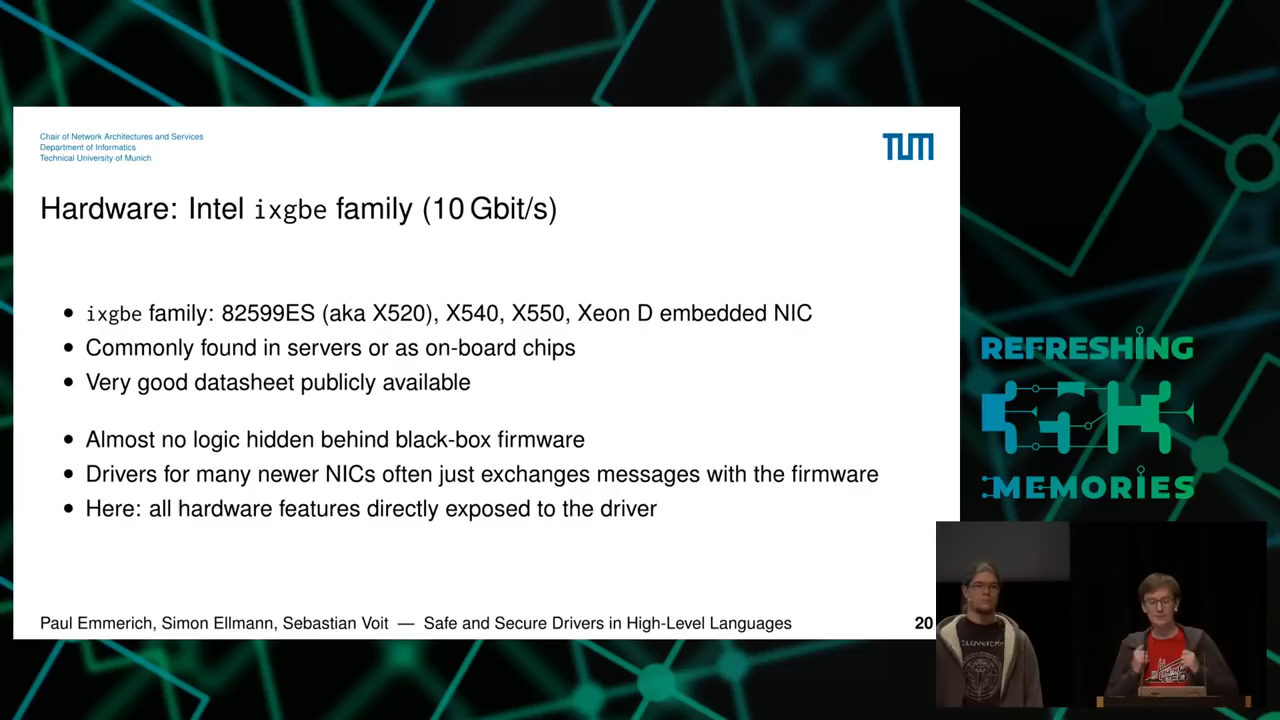 Chair of Network Architectures and Services
Department of Informatics
Technical University of Munich
TUM
Hardware: Intel ixgbe family (10 Gbit/s)
• ixgbe family: 82599ES (aka X520), X540, X550, Xeon D embedded NIC
• Commonly found in servers or as on-board chips
• Very good datasheet publicly available
• Almost no logic hidden behind black-box firmware
• Drivers for many newer NICs often just exchanges messages with the firmware
• Here: all hardware features directly exposed to the driver
Paul Emmerich, Simon Ellmann, Sebastian Voit — Safe and Secure Drivers in High-Level Languages
20
REFRESHING
MEMORIES